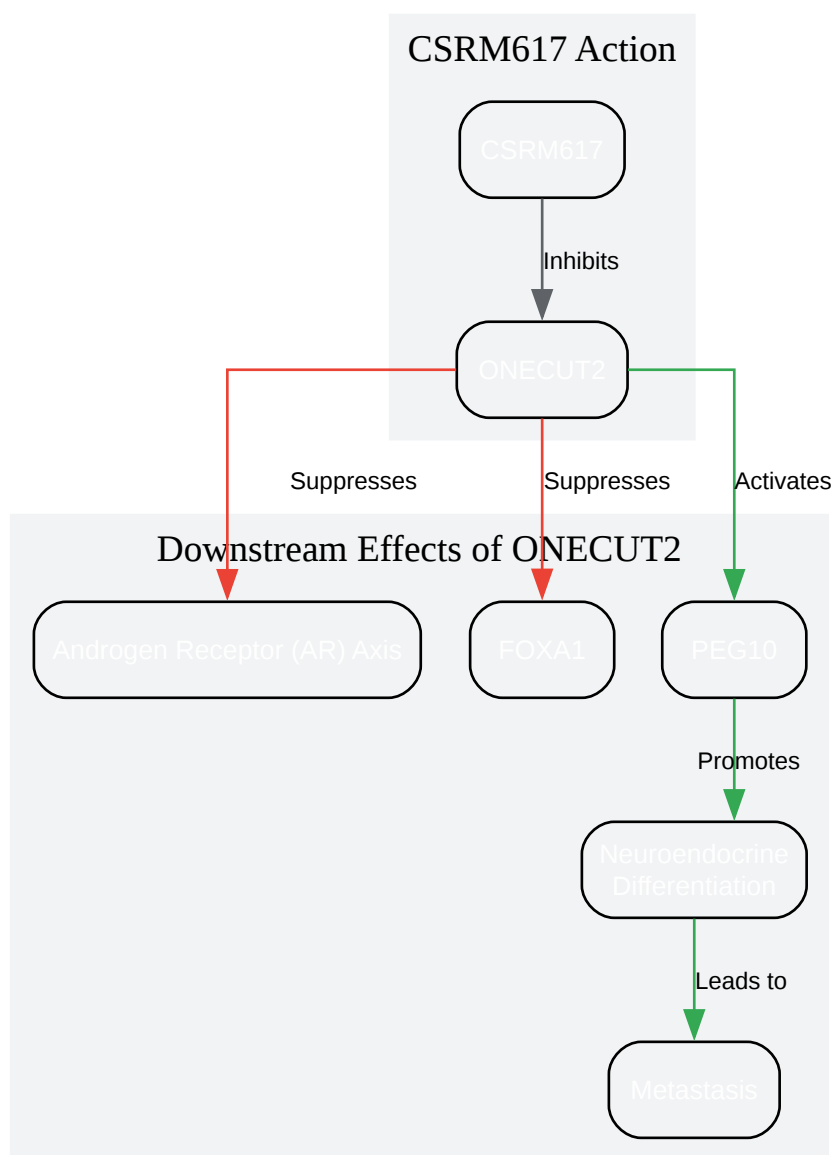 CSRM617 Action
CSRM617
Inhibits
ONECUT2
Suppresses
Suppresses
Activates
Downstream Effects of ONECUT2
Androgen Receptor (AR) Axis
FOXA1
PEG10
Promotes
Neuroendocrine
Differentiation
Leads to
Metastasis